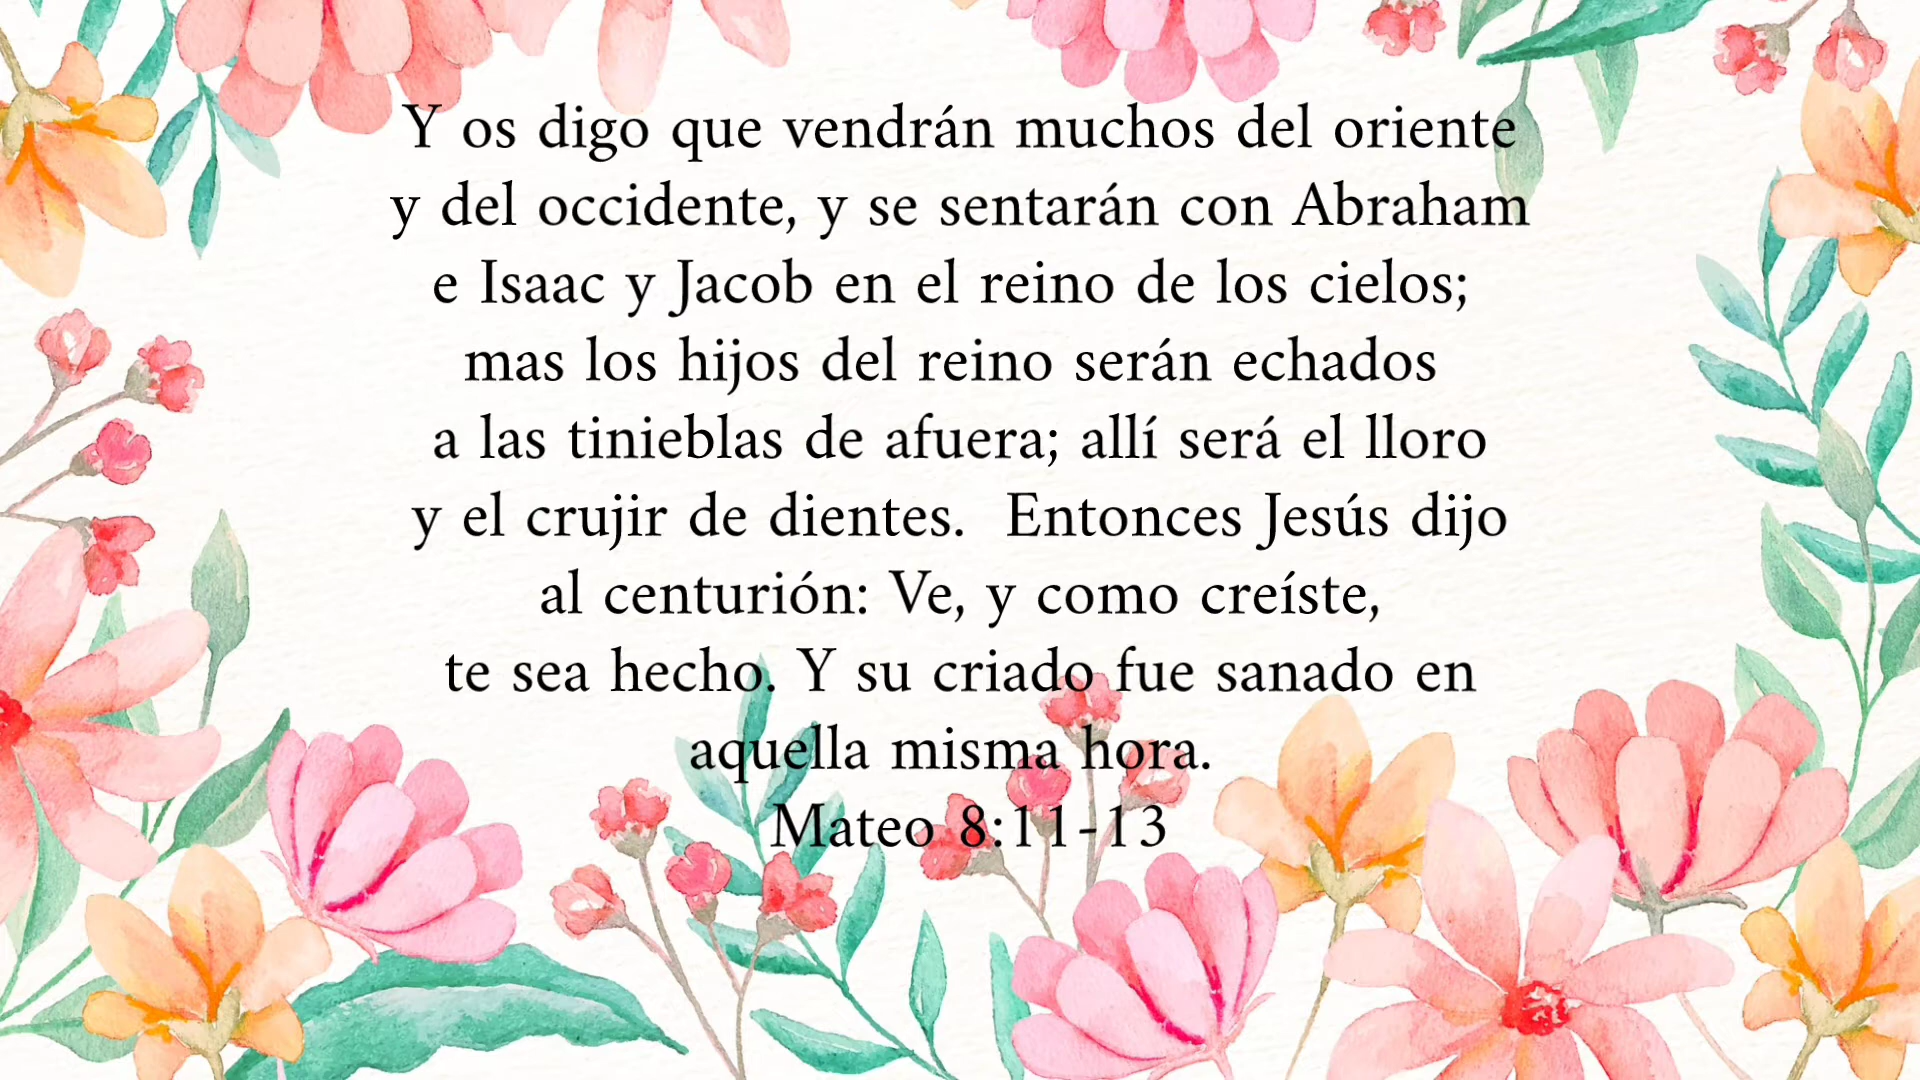 Y os digo que vendrán muchos del oriente
y del occidente, y se sentarán con Abraham
e Isaac y Jacob en el reino de los cielos;
mas los hijos del reino serán echados
a las tinieblas de afuera; allí será el lloro
y el crujir de dientes.  Entonces Jesús dijo
al centurión: Ve, y como creíste,
te sea hecho. Y su criado fue sanado en
aquella misma hora.
Mateo 8:11-13